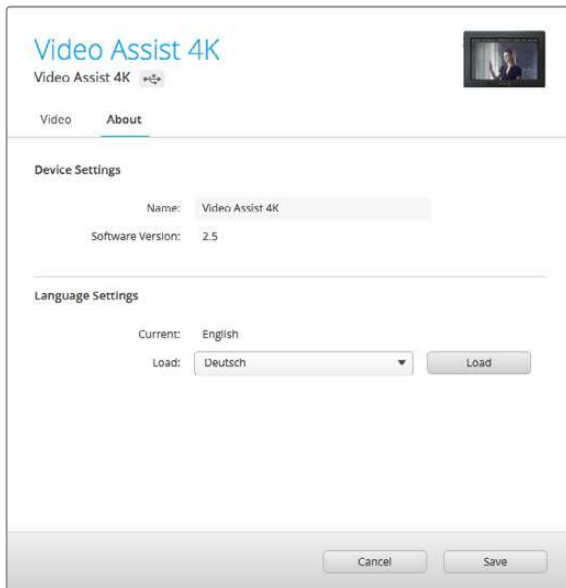 Video Assist 4K
Video Assist 4K
Video About
Device Settings
Name: Video Assist 4K
Software Version: 2.5
Language Settings
Current: English
Load: Deutsch Load
Cancel Save